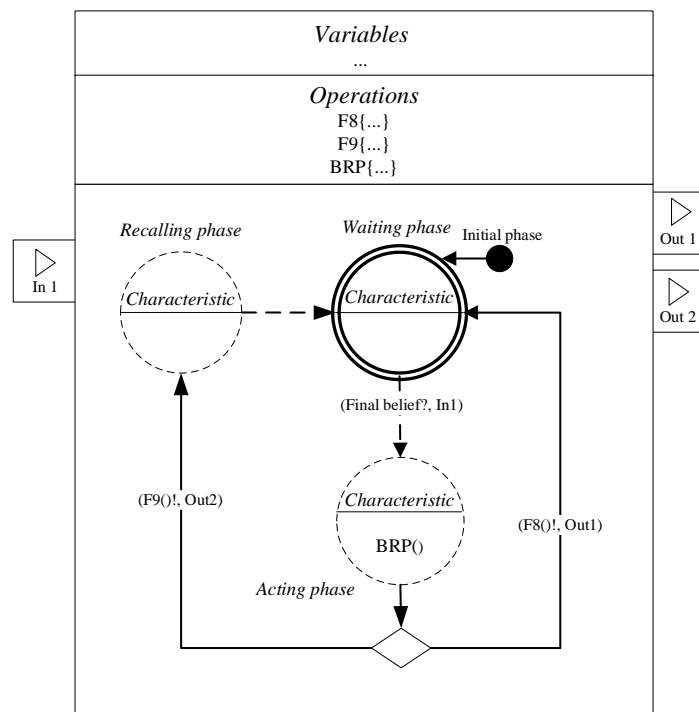 Variables
...
Operations
F8{...}
F9{...}
BRP{...}
Recalling phase
Waiting phase
Initial phase
In 1
Out 1
Out 2
Characteristic
Characteristic
(Final belief?, In1)
(F9()!, Out2)
Characteristic
BRP()
(F8()!, Out1)
Acting phase